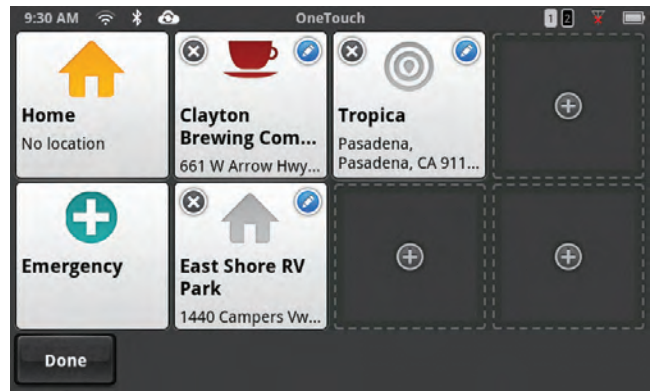 9:30 AM
OneTouch
1 2
Home
No location
Clayton
Brewing Com...
661 W Arrow Hwy...
Tropica
Pasadena,
Pasadena, CA 911...
Emergency
East Shore RV
Park
1440 Campers Vw...
Done